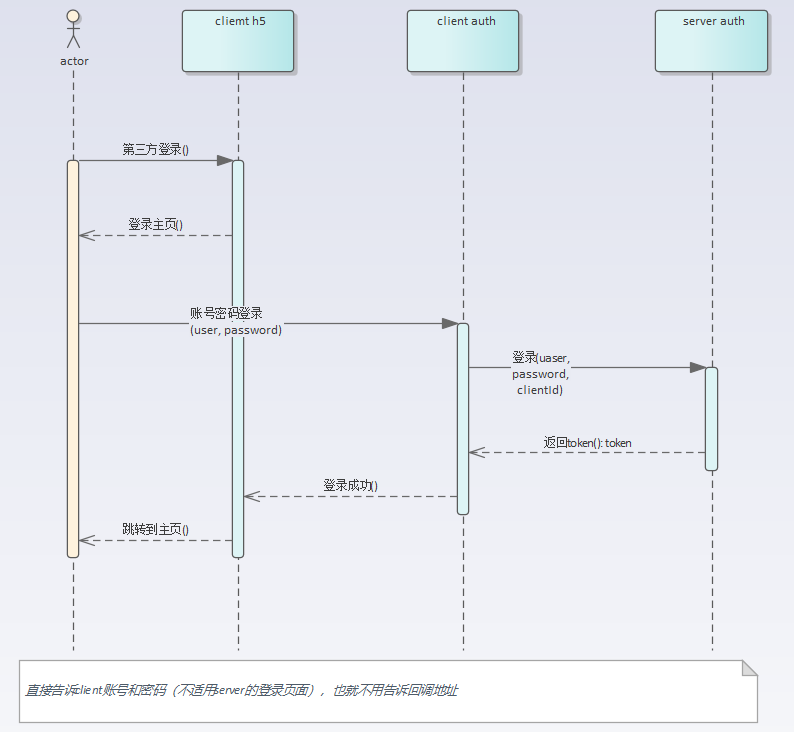 actor
cliemt h5
client auth
server auth
第三方登录()
登录主页()
账号密码登录
(user, password)
登录(uaser,
password,
clientId)
返回token(): token
登录成功()
跳转到主页()
直接告诉client账号和密码（不适用server的登录页面），也就不用告诉回调地址